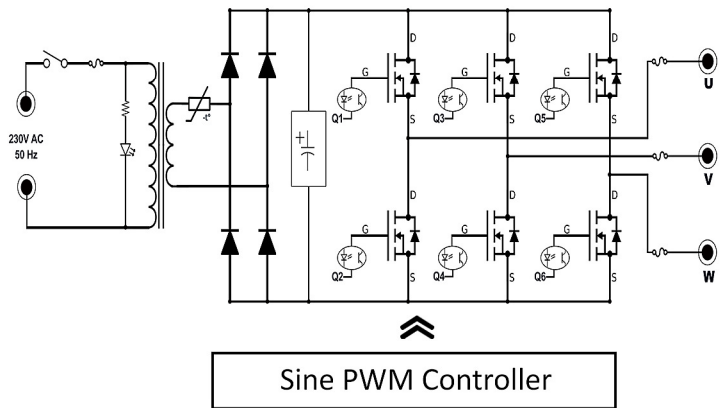 D D D
G G G
U
Q1 Q3 Q5
230V AC
50 Hz
-t°
+
S S S
V
D D D
G G G
W
Q2 Q4 Q6
S S S
Sine PWM Controller